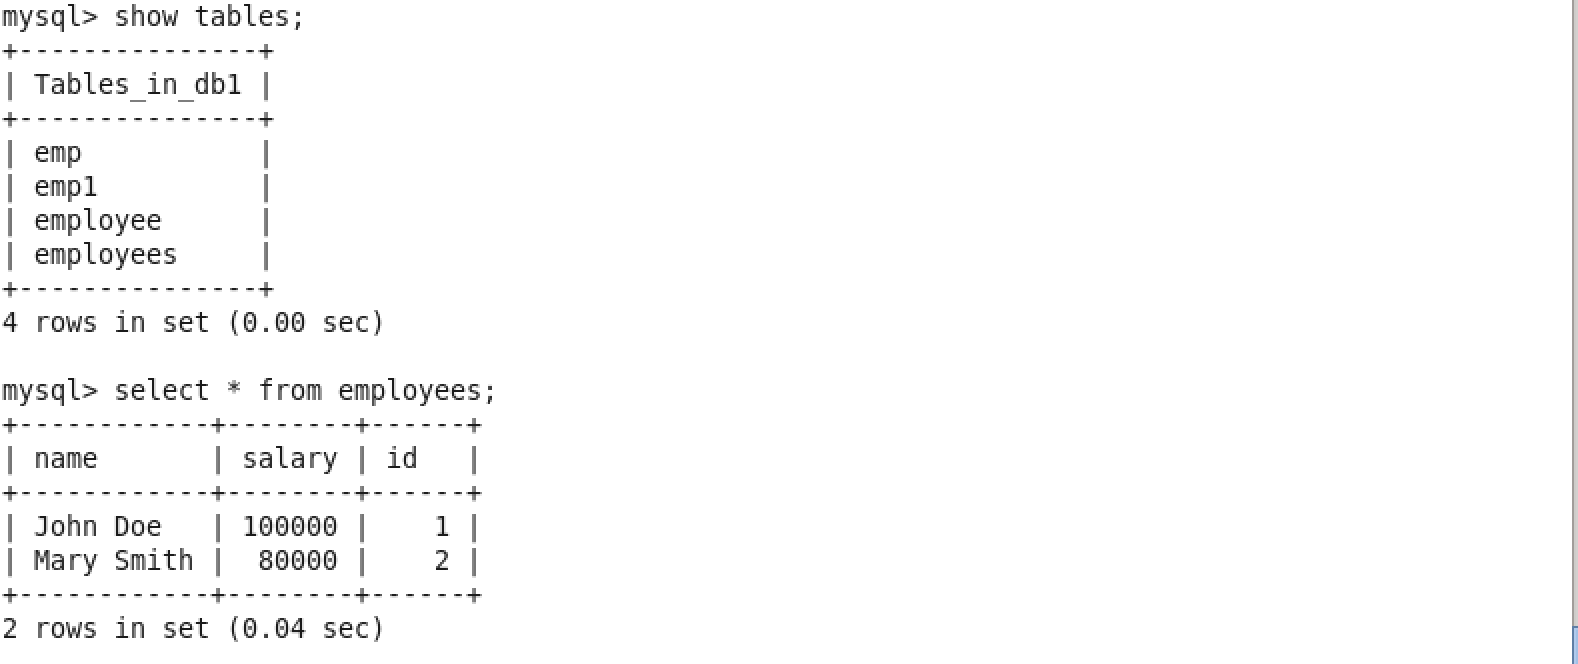 mysql> show tables;
+---------------+
| Tables_in_db1 |
+---------------+
| emp           |
| emp1          |
| employee      |
| employees     |
+---------------+
4 rows in set (0.00 sec)

mysql> select * from employees;
+------------+--------+------+
| name       | salary | id   |
+------------+--------+------+
| John Doe   | 100000 |    1 |
| Mary Smith |  80000 |    2 |
+------------+--------+------+
2 rows in set (0.04 sec)